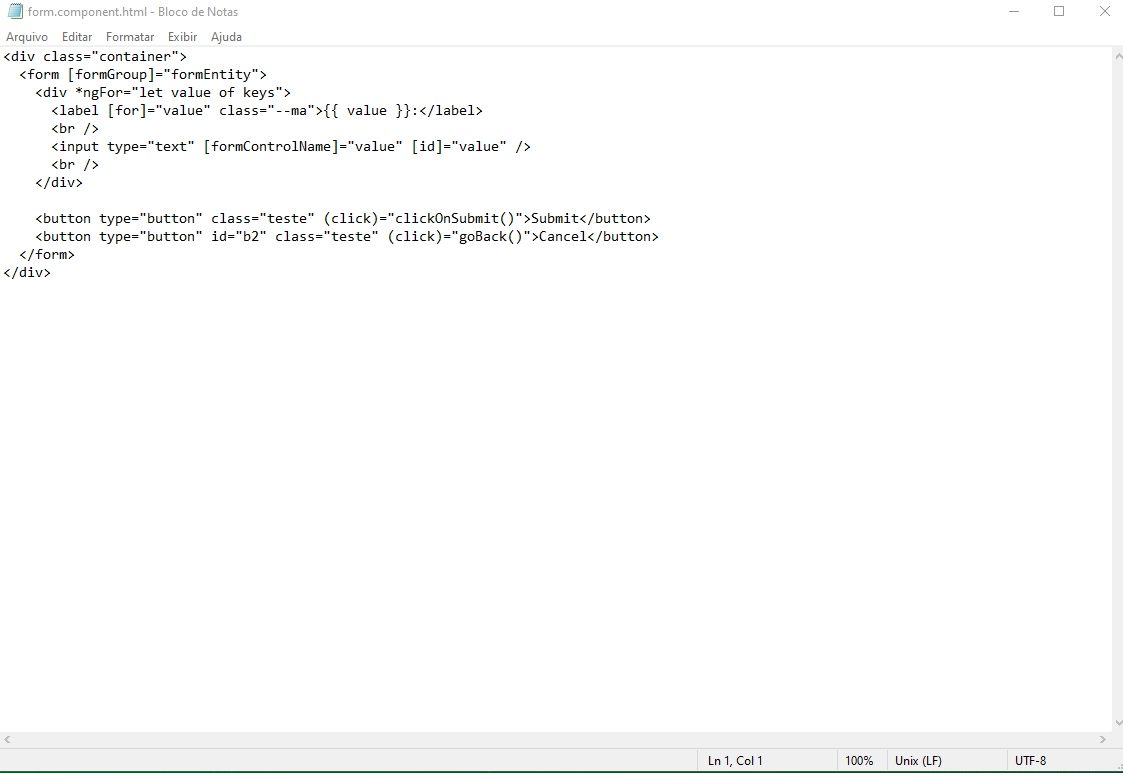 form.component.html - Bloco de Notas
Arquivo Editar Formatar Exibir Ajuda
<div class="container">
  <form [formGroup]="formEntity">
    <div *ngFor="let value of keys">
      <label [for]="value" class="--ma">{{ value }}:</label>
      <br />
      <input type="text" [formControlName]="value" [id]="value" />
      <br />
    </div>

    <button type="button" class="teste" (click)="clickOnSubmit()">Submit</button>
    <button type="button" id="b2" class="teste" (click)="goBack()">Cancel</button>
  </form>
</div>
Ln 1, Col 1 100% Unix (LF) UTF-8